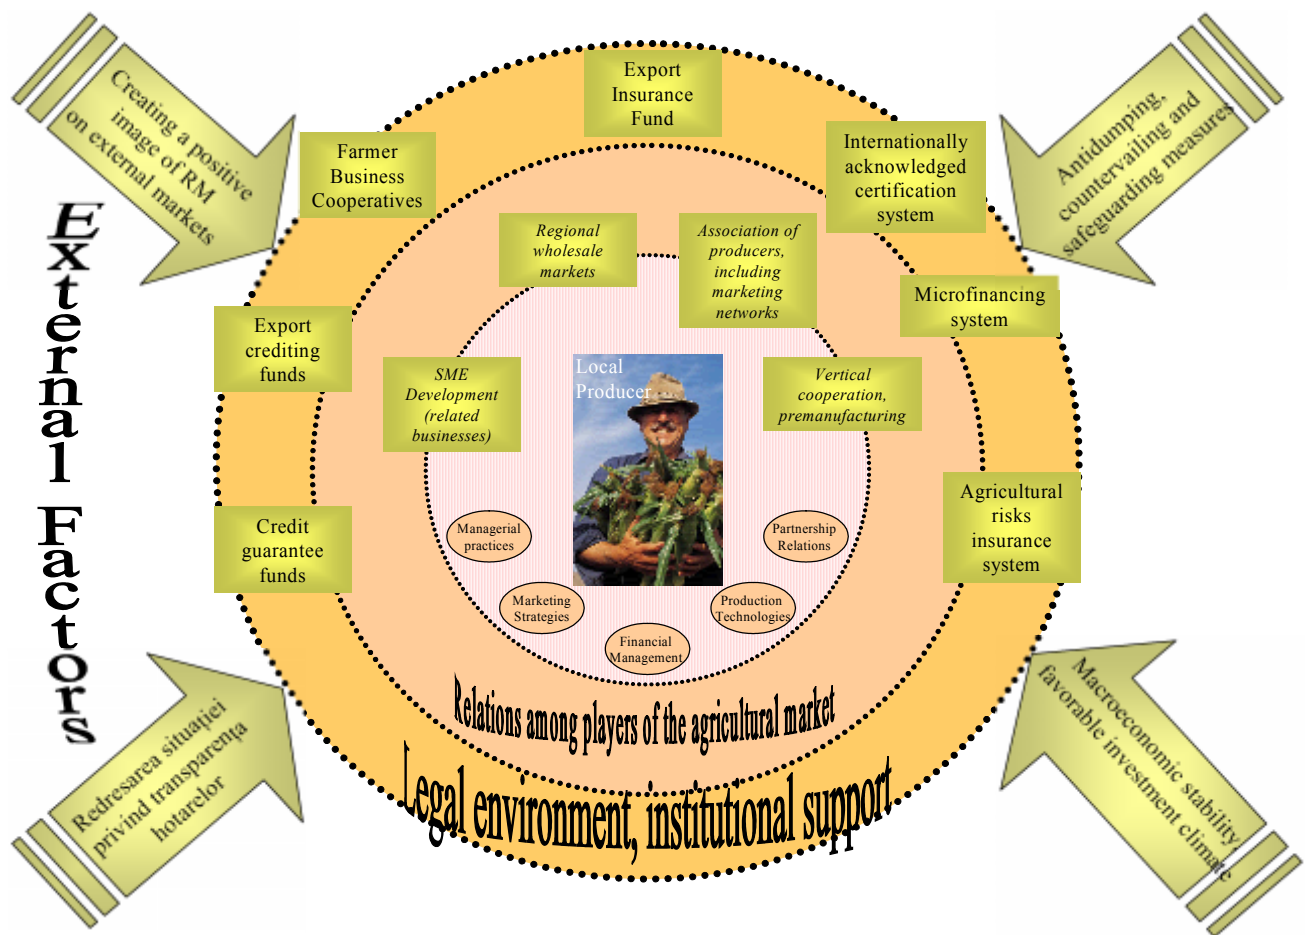 Creating a positive
image of RM
on external markets
Antidumping,
countervailing and
safeguarding measures
External Factors
Export
Insurance
Fund
Farmer
Business
Cooperatives
Internationally
acknowledged
certification
system
Regional
wholesale
markets
Association of
producers,
including
marketing
networks
Microfinancing
system
Export
crediting
funds
SME
Development
(related
businesses)
Local
Producer
Vertical
cooperation,
premanufacturing
Credit
guarantee
funds
Agricultural
risks
insurance
system
Managerial
practices
Partnership
Relations
Marketing
Strategies
Production
Technologies
Financial
Management
Relations among players of the agricultural market
Legal environment, institutional support
Redresarea situației
privind transparența
hotarelor
Macroeconomic stability,
favorable investment climate